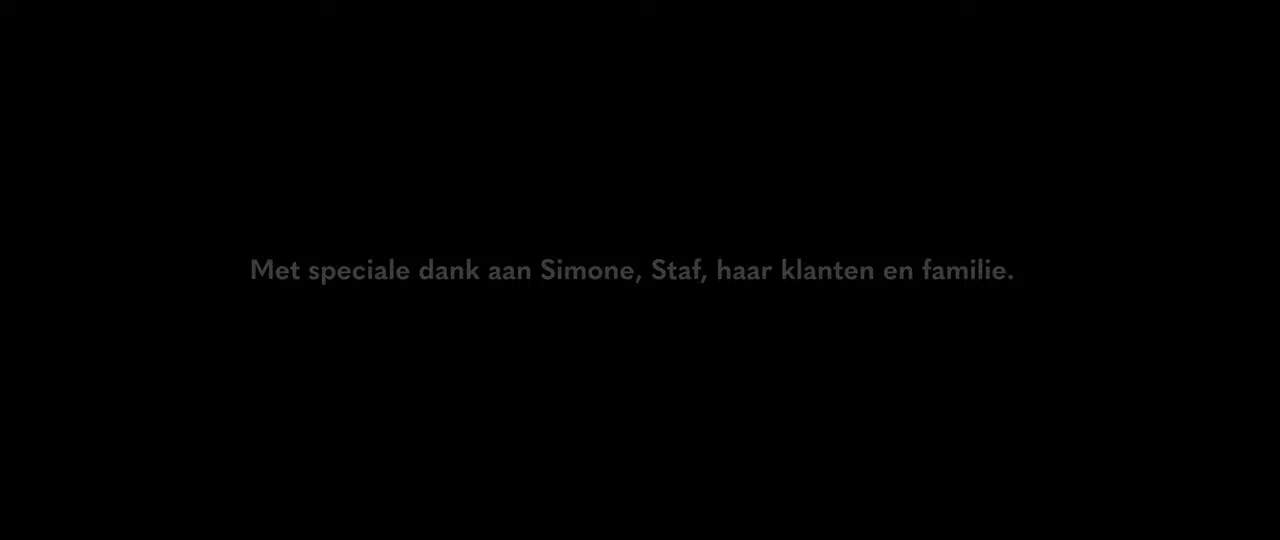 Met speciale dank aan Simone, Staf, haar klanten en familie.